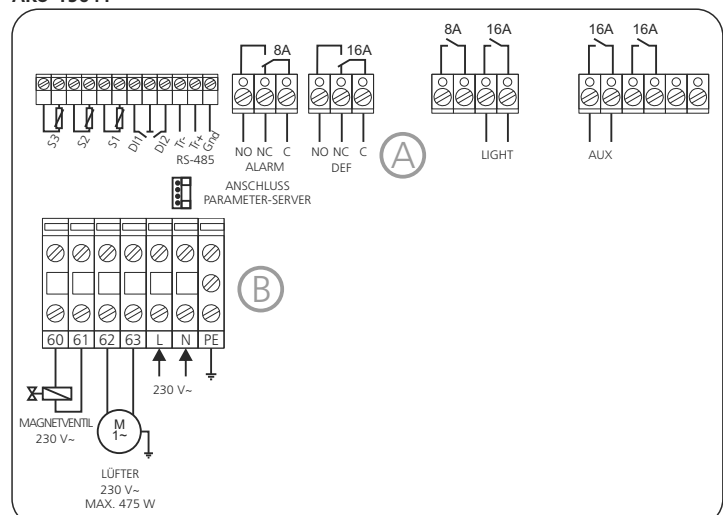 8A
16A
8A 16A
16A 16A
S3 S2 S1 DI1 DI2 Tr- Tr+ Gnd
RS-485
NO NC C
ALARM
NO NC C
DEF
A
LIGHT
AUX
ANSCHLUSS
PARAMETER-SERVER
B
60 61 62 63 L N PE
230 V~
MAGNETVENTIL
230 V~
M
1~
LÜFTER
230 V~
MAX. 475 W